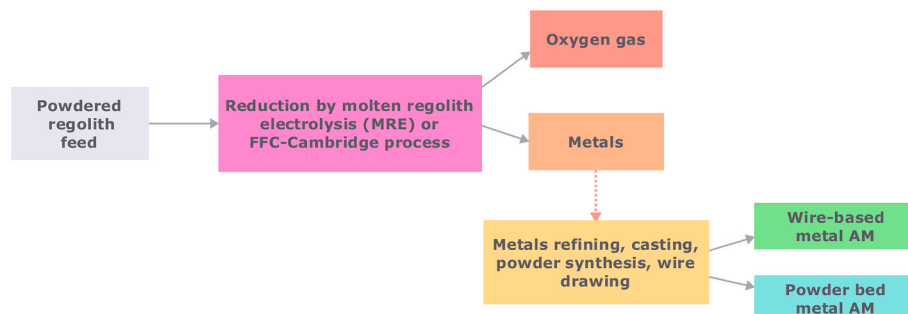 Oxygen gas
Powdered
regolith
feed
Reduction by molten regolith
electrolysis (MRE) or
FFC-Cambridge process
Metals
Metals refining, casting,
powder synthesis, wire
drawing
Wire-based
metal AM
Powder bed
metal AM